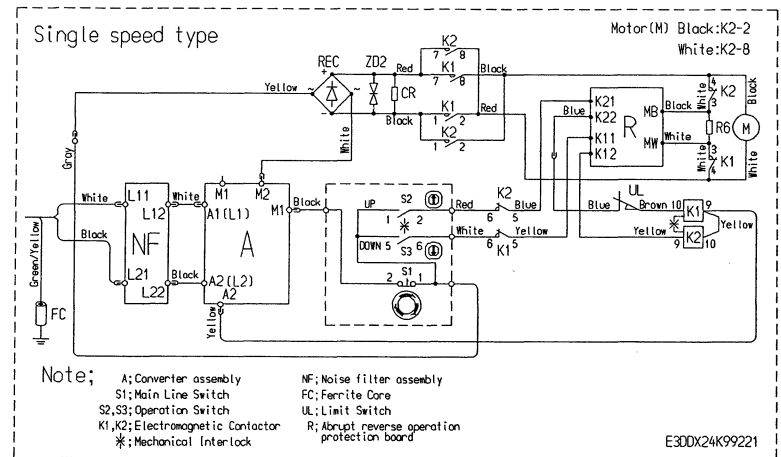 Single speed type
Motor(M) Black:K2-2
White:K2-8
REC
ZD2
K2
7 8
K1
7 8
Red
Black
CR
+
-
~
~
Yellow
White
Black
K1
1 2
K2
1 2
Red
K21
K22
K11
K12
R
MB
MW
Blue
Black
White
White
4
3
K2
R6
3
4
K1
White
Black
M
White
Gray
White
Black
Green/Yellow
FC
L11
L12
NF
L21
L22
White
Black
M1
M2
M1
A1(L1)
A
A2(L2)
A2
Black
Yellow
UP
S2
1 2
DOWN 5
S3
6
S1
2 1
Red
K2
6 5
Blue
White
6 5
K1
Yellow
UL
Blue
Brown
10
K1
9
Yellow
9
K2
10
Yellow
Note;
A; Converter assembly
S1; Main Line Switch
S2,S3; Operation Switch
K1,K2; Electromagnetic Contactor
※; Mechanical Interlock
NF; Noise filter assembly
FC; Ferrite Core
UL; Limit Switch
R; Abrupt reverse operation
protection board
E3DDX24K99221